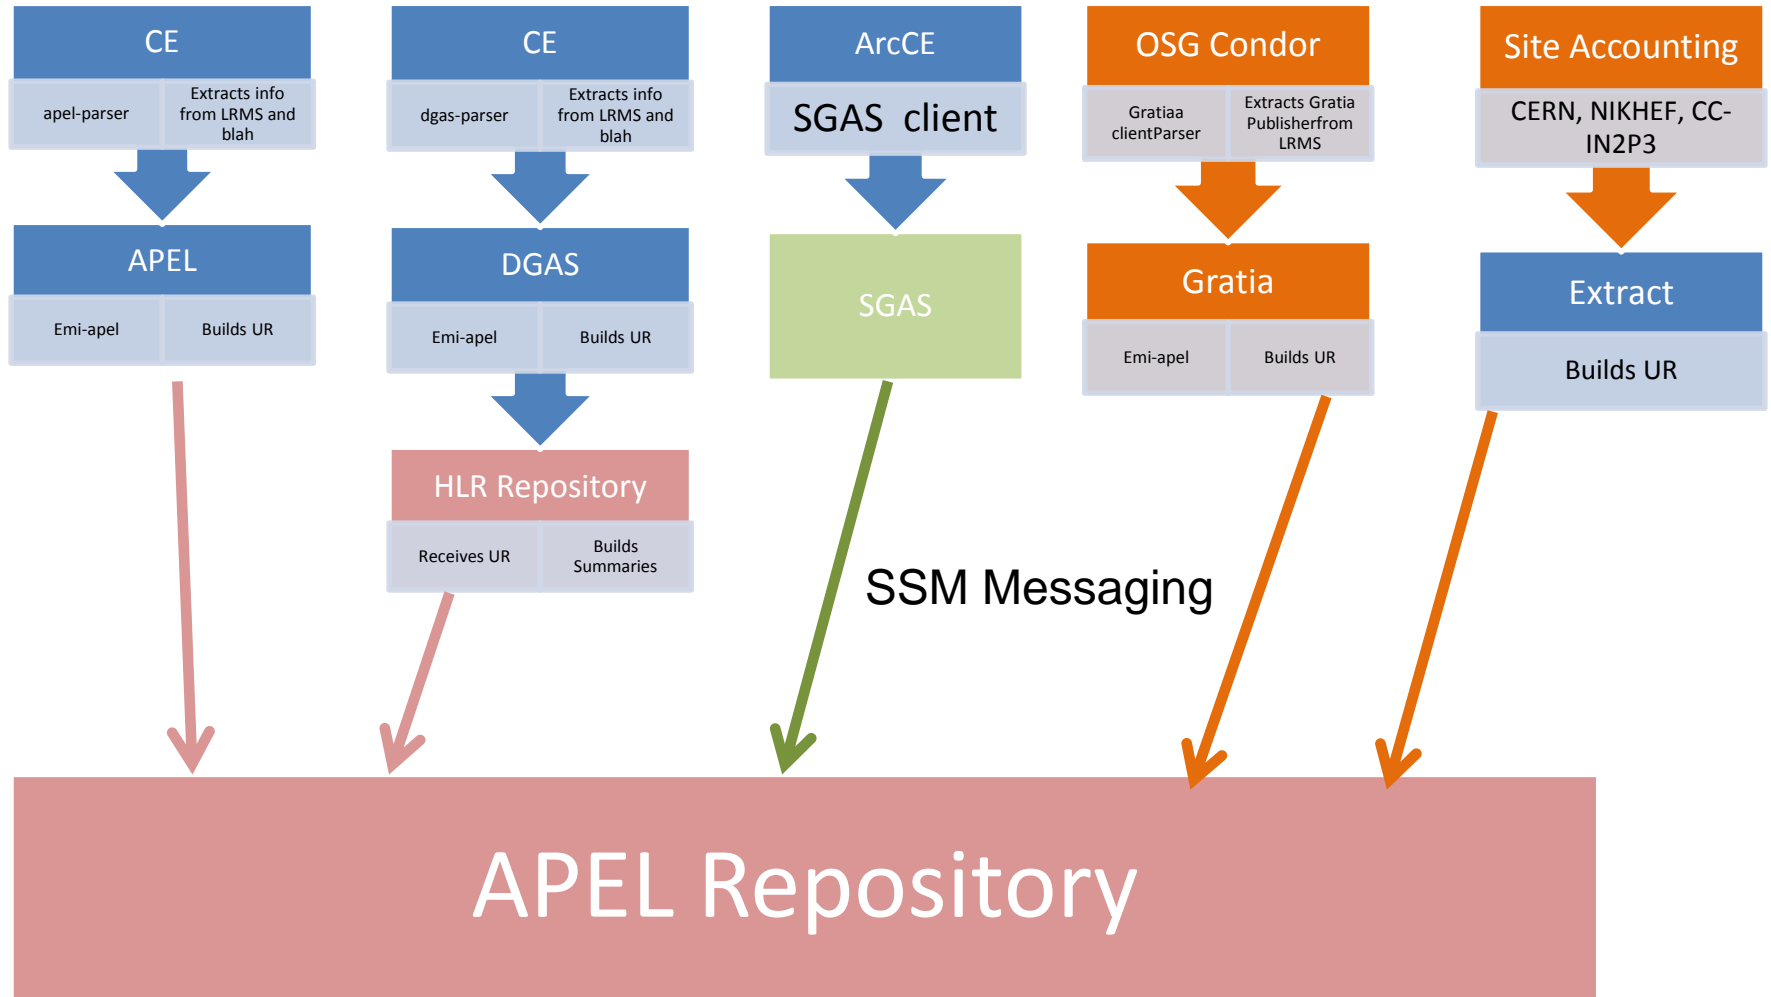 CE
apel-parser
Extracts info
from LRMS and
blah
APEL
Emi-apel
Builds UR
CE
dgas-parser
Extracts info
from LRMS and
blah
DGAS
Emi-apel
Builds UR
HLR Repository
Receives UR
Builds
Summaries
ArcCE
SGAS client
SGAS
OSG Condor
Gratiaa
clientParser
Extracts Gratia
Publisherfrom
LRMS
Gratia
Emi-apel
Builds UR
Site Accounting
CERN, NIKHEF, CC-
IN2P3
Extract
Builds UR
SSM Messaging
APEL Repository